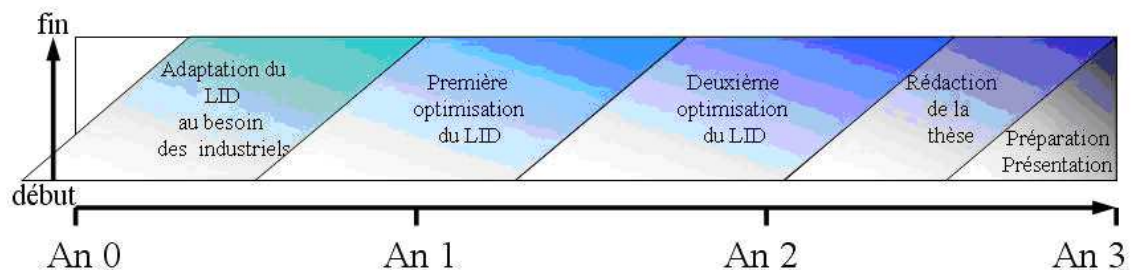 fin
Adaptation du
LID
au besoin
des industriels
Première
optimisation
du LID
Deuxième
optimisation
du LID
Rédaction
de la
thèse
Préparation
Présentation
début
An 0
An 1
An 2
An 3